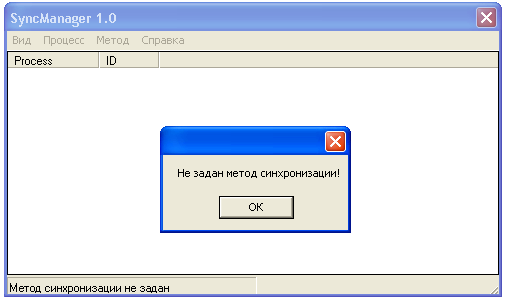 SyncManager 1.0
Вид Процесс Метод Справка
Process ID
Не задан метод синхронизации!
OK
Метод синхронизации не задан